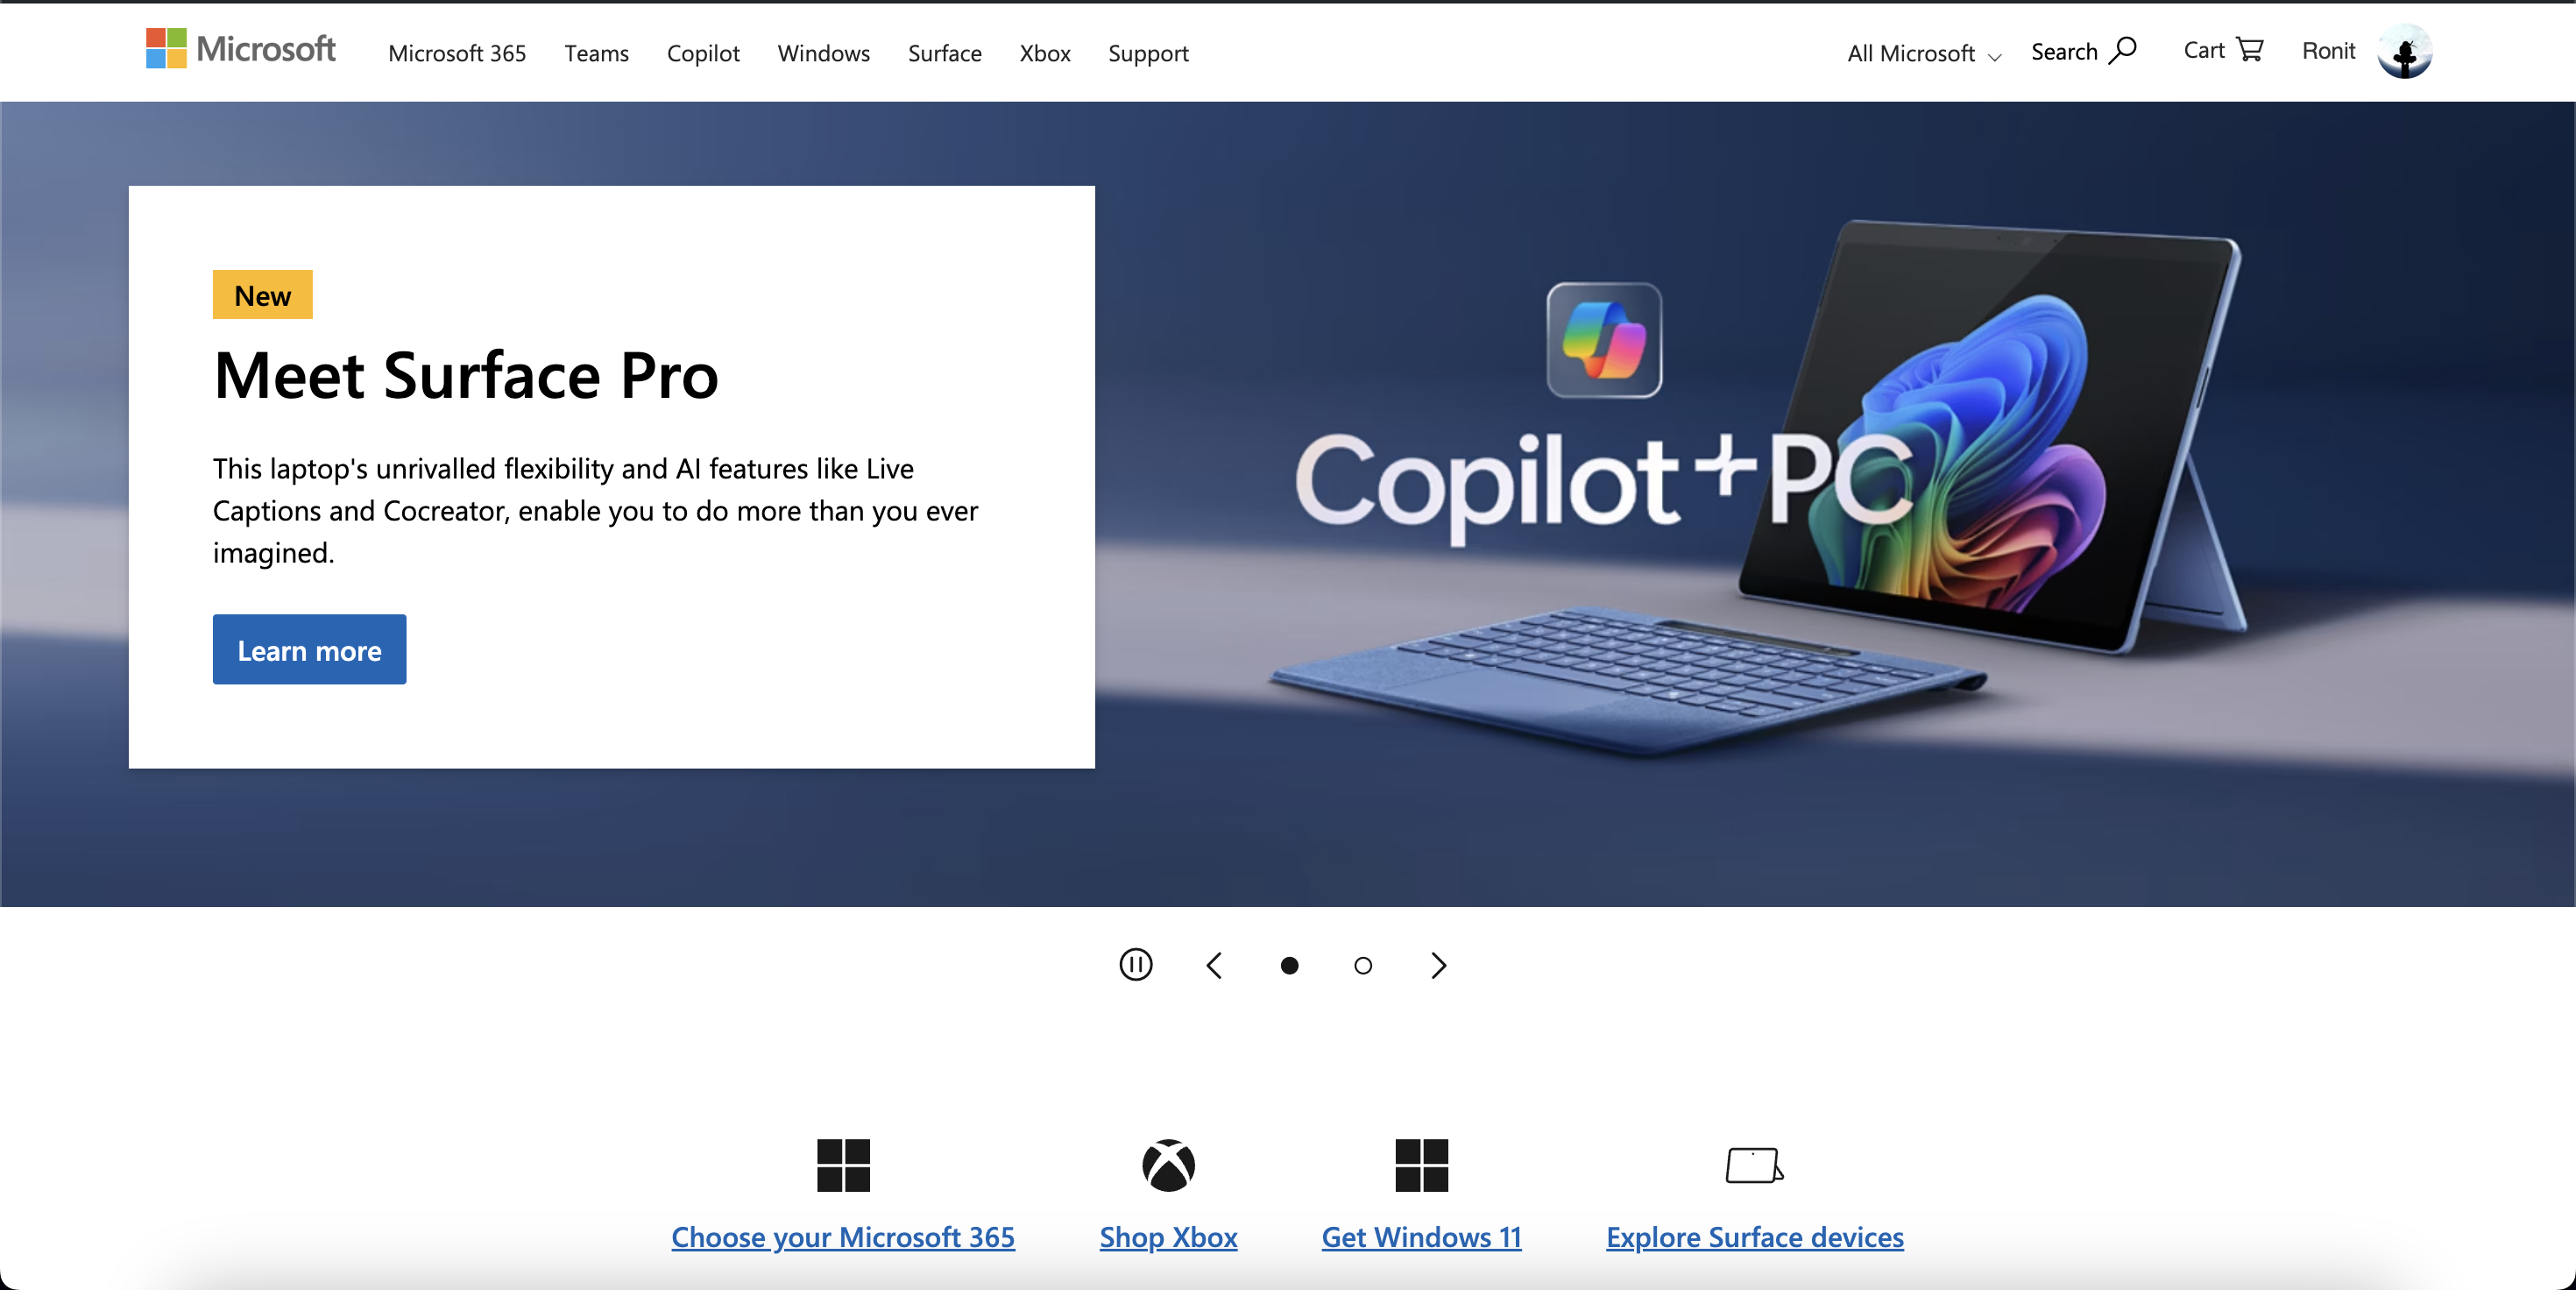 Microsoft
Microsoft 365 Teams Copilot Windows Surface Xbox Support
All Microsoft Search Cart Ronit
New
Meet Surface Pro
This laptop's unrivalled flexibility and AI features like Live
Captions and Cocreator, enable you to do more than you ever
imagined.
Learn more
Copilot+PC
Choose your Microsoft 365 Shop Xbox Get Windows 11 Explore Surface devices